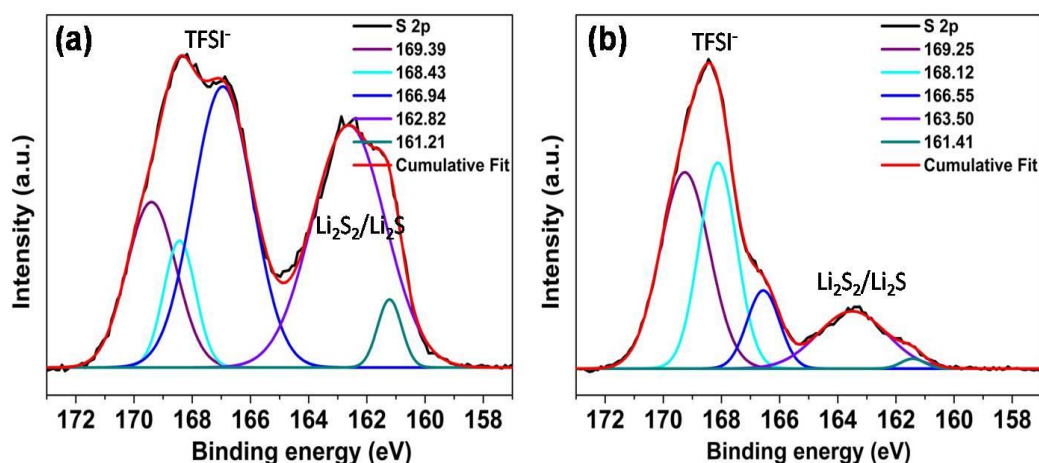 (a)
TFSI⁻
S 2p
169.39
168.43
166.94
162.82
161.21
Cumulative Fit
Li₂S₂/Li₂S
Intensity (a.u.)
172 170 168 166 164 162 160 158
Binding energy (eV)
(b)
TFSI⁻
S 2p
169.25
168.12
166.55
163.50
161.41
Cumulative Fit
Li₂S₂/Li₂S
Intensity (a.u.)
172 170 168 166 164 162 160 158
Binding energy (eV)